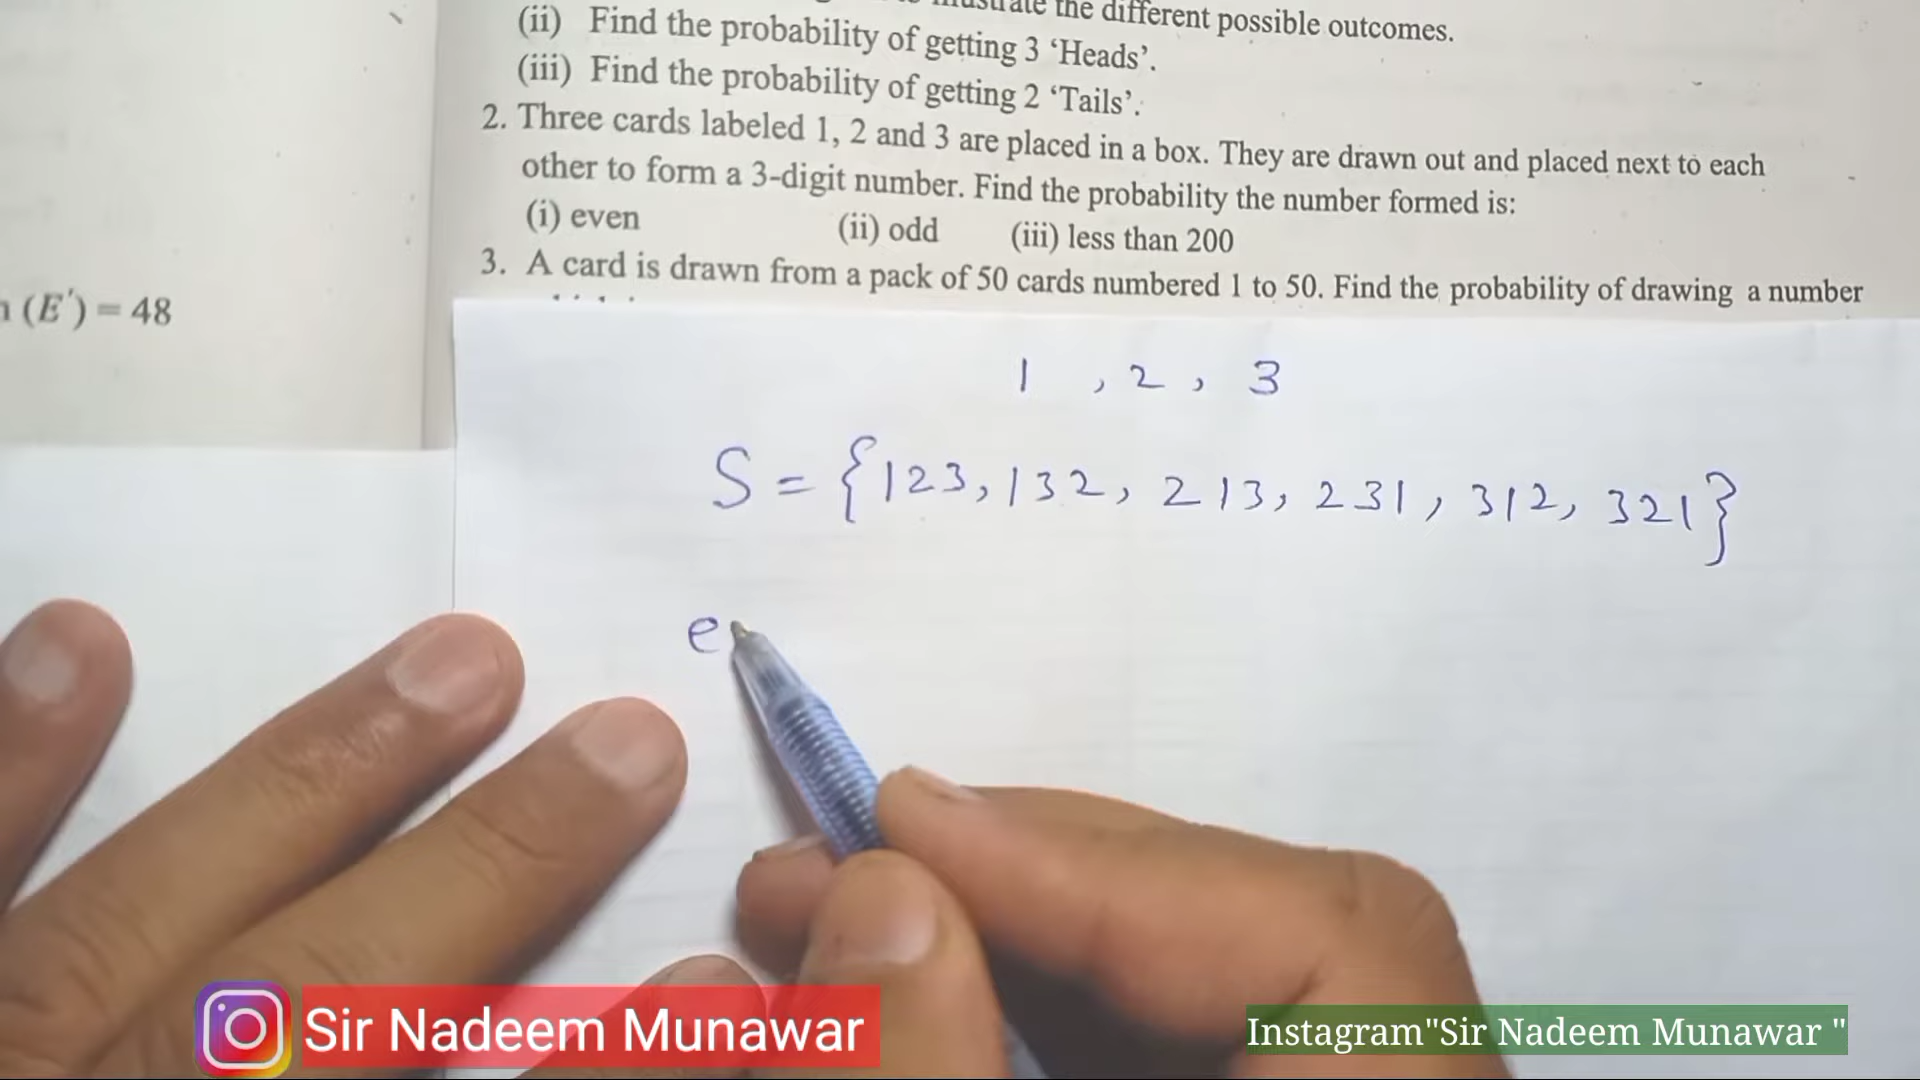 the different possible outcomes.
(ii) Find the probability of getting 3 ‘Heads’.
(iii) Find the probability of getting 2 ‘Tails’.
2. Three cards labeled 1, 2 and 3 are placed in a box. They are drawn out and placed next to each
other to form a 3-digit number. Find the probability the number formed is:
(i) even (ii) odd (iii) less than 200
3. A card is drawn from a pack of 50 cards numbered 1 to 50. Find the probability of drawing a number
(E′) = 48
1 , 2 , 3
S = {123, 132, 213, 231, 312, 321}
e
Sir Nadeem Munawar
Instagram"Sir Nadeem Munawar "